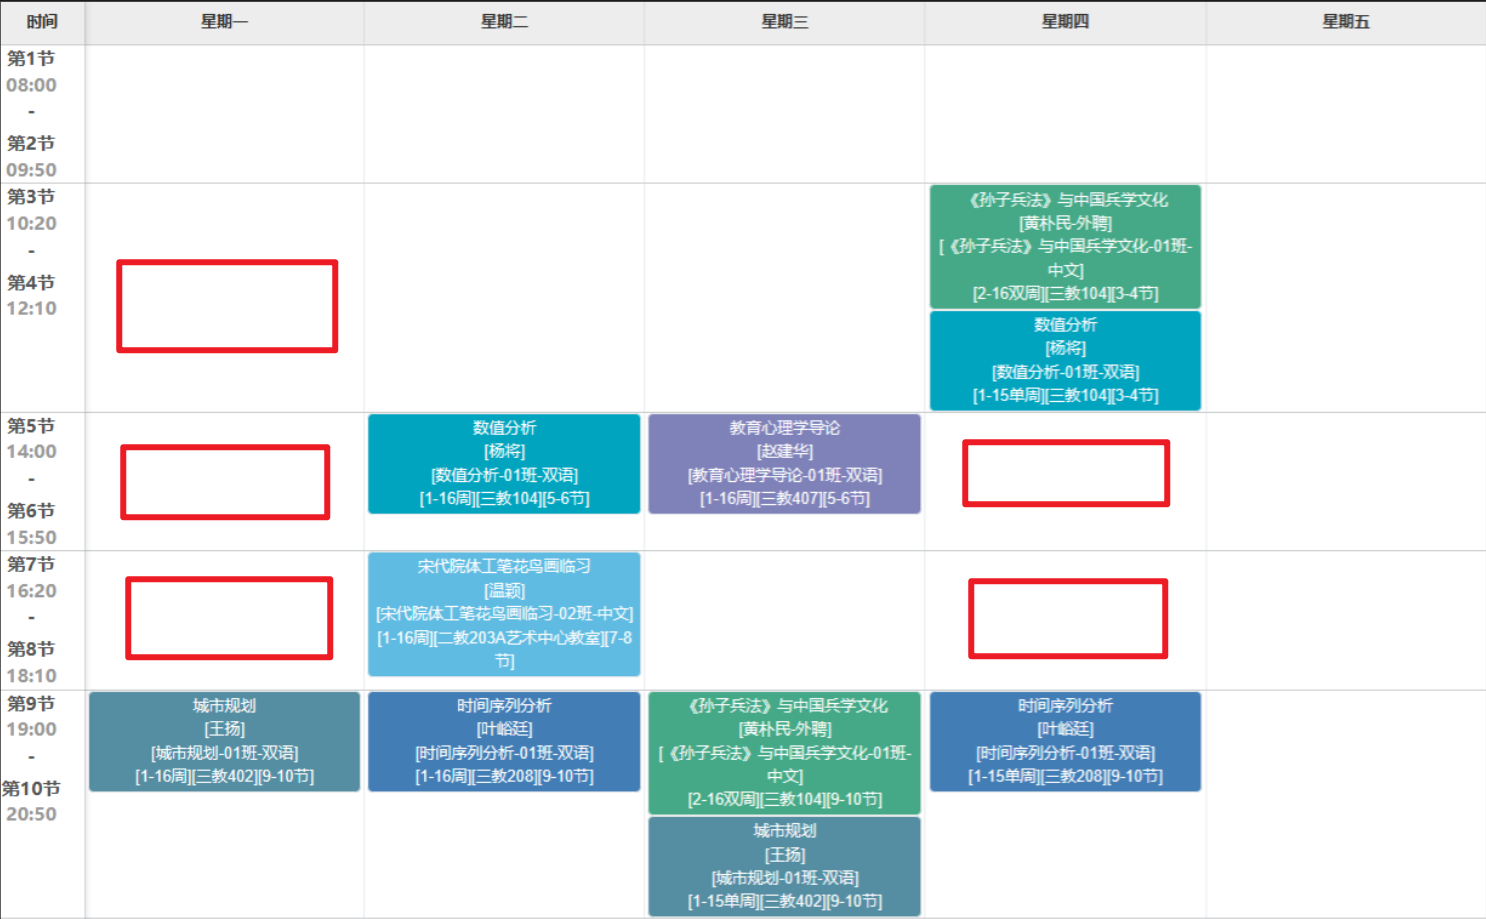 时间
星期一
星期二
星期三
星期四
星期五
第1节
08:00
-
第2节
09:50
第3节
10:20
-
第4节
12:10
《孙子兵法》与中国兵学文化
[黄朴民-外聘]
[《孙子兵法》与中国兵学文化-01班-
中文]
[2-16双周][三教104][3-4节]
数值分析
[杨将]
[数值分析-01班-双语]
[1-15单周][三教104][3-4节]
第5节
14:00
-
第6节
15:50
数值分析
[杨将]
[数值分析-01班-双语]
[1-16周][三教104][5-6节]
教育心理学导论
[赵建华]
[教育心理学导论-01班-双语]
[1-16周][三教407][5-6节]
第7节
16:20
-
第8节
18:10
宋代院体工笔花鸟画临习
[温颖]
[宋代院体工笔花鸟画临习-02班-中文]
[1-16周][二教203A艺术中心教室][7-8
节]
第9节
19:00
-
第10节
20:50
城市规划
[王扬]
[城市规划-01班-双语]
[1-16周][三教402][9-10节]
时间序列分析
[叶峪廷]
[时间序列分析-01班-双语]
[1-16周][三教208][9-10节]
《孙子兵法》与中国兵学文化
[黄朴民-外聘]
[《孙子兵法》与中国兵学文化-01班-
中文]
[2-16双周][三教104][9-10节]
城市规划
[王扬]
[城市规划-01班-双语]
[1-15单周][三教402][9-10节]
时间序列分析
[叶峪廷]
[时间序列分析-01班-双语]
[1-15单周][三教208][9-10节]